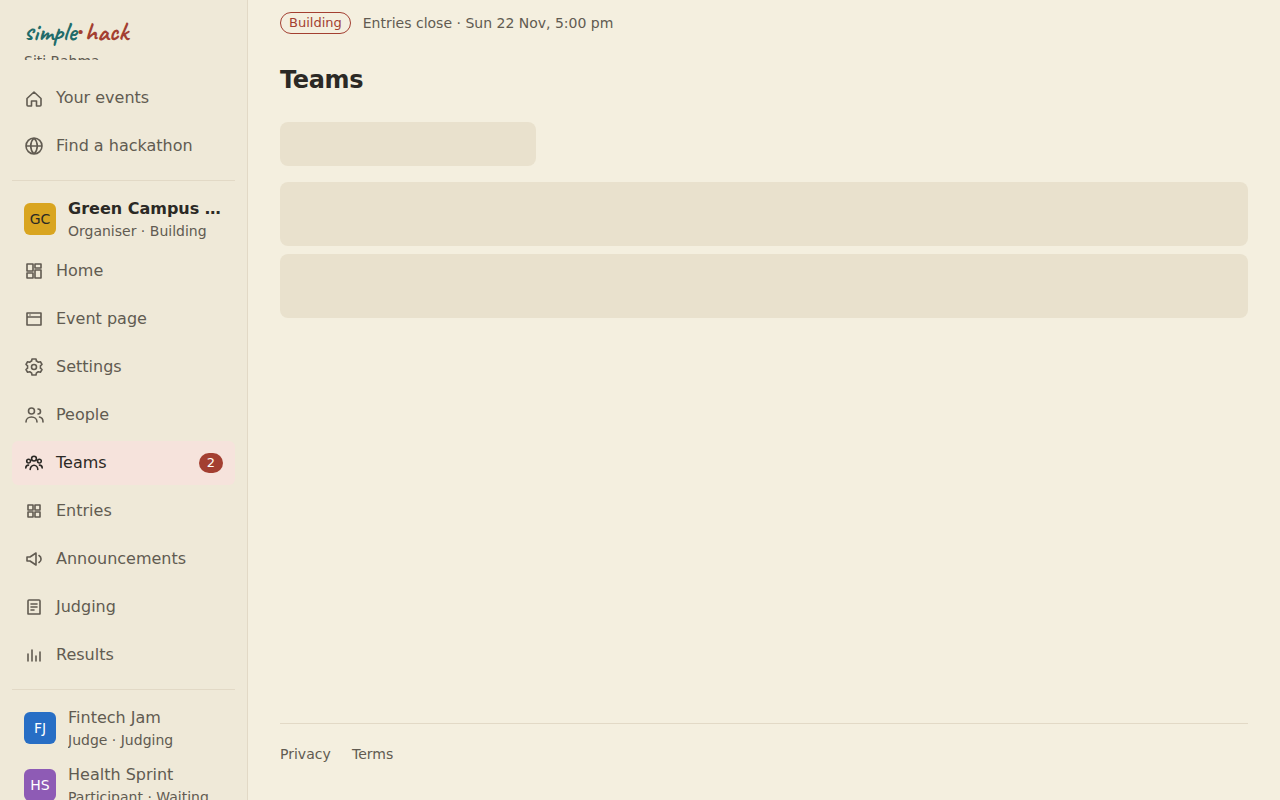 simple·hack
Siti Rahma
Your events
Find a hackathon
GC
Green Campus ...
Organiser · Building
Home
Event page
Settings
People
Teams
2
Entries
Announcements
Judging
Results
FJ
Fintech Jam
Judge · Judging
HS
Health Sprint
Participant · Waiting
Building
Entries close · Sun 22 Nov, 5:00 pm
Teams
Privacy
Terms